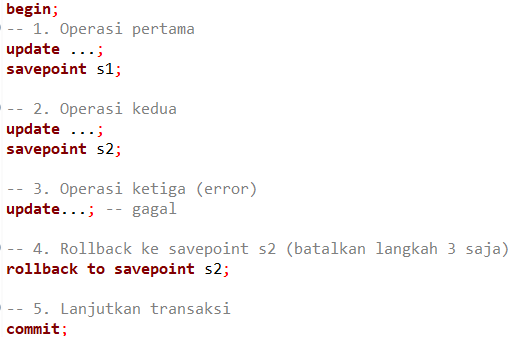 begin;
-- 1. Operasi pertama
update ...;
savepoint s1;
-- 2. Operasi kedua
update ...;
savepoint s2;
-- 3. Operasi ketiga (error)
update...; -- gagal
-- 4. Rollback ke savepoint s2 (batalkan langkah 3 saja)
rollback to savepoint s2;
-- 5. Lanjutkan transaksi
commit;